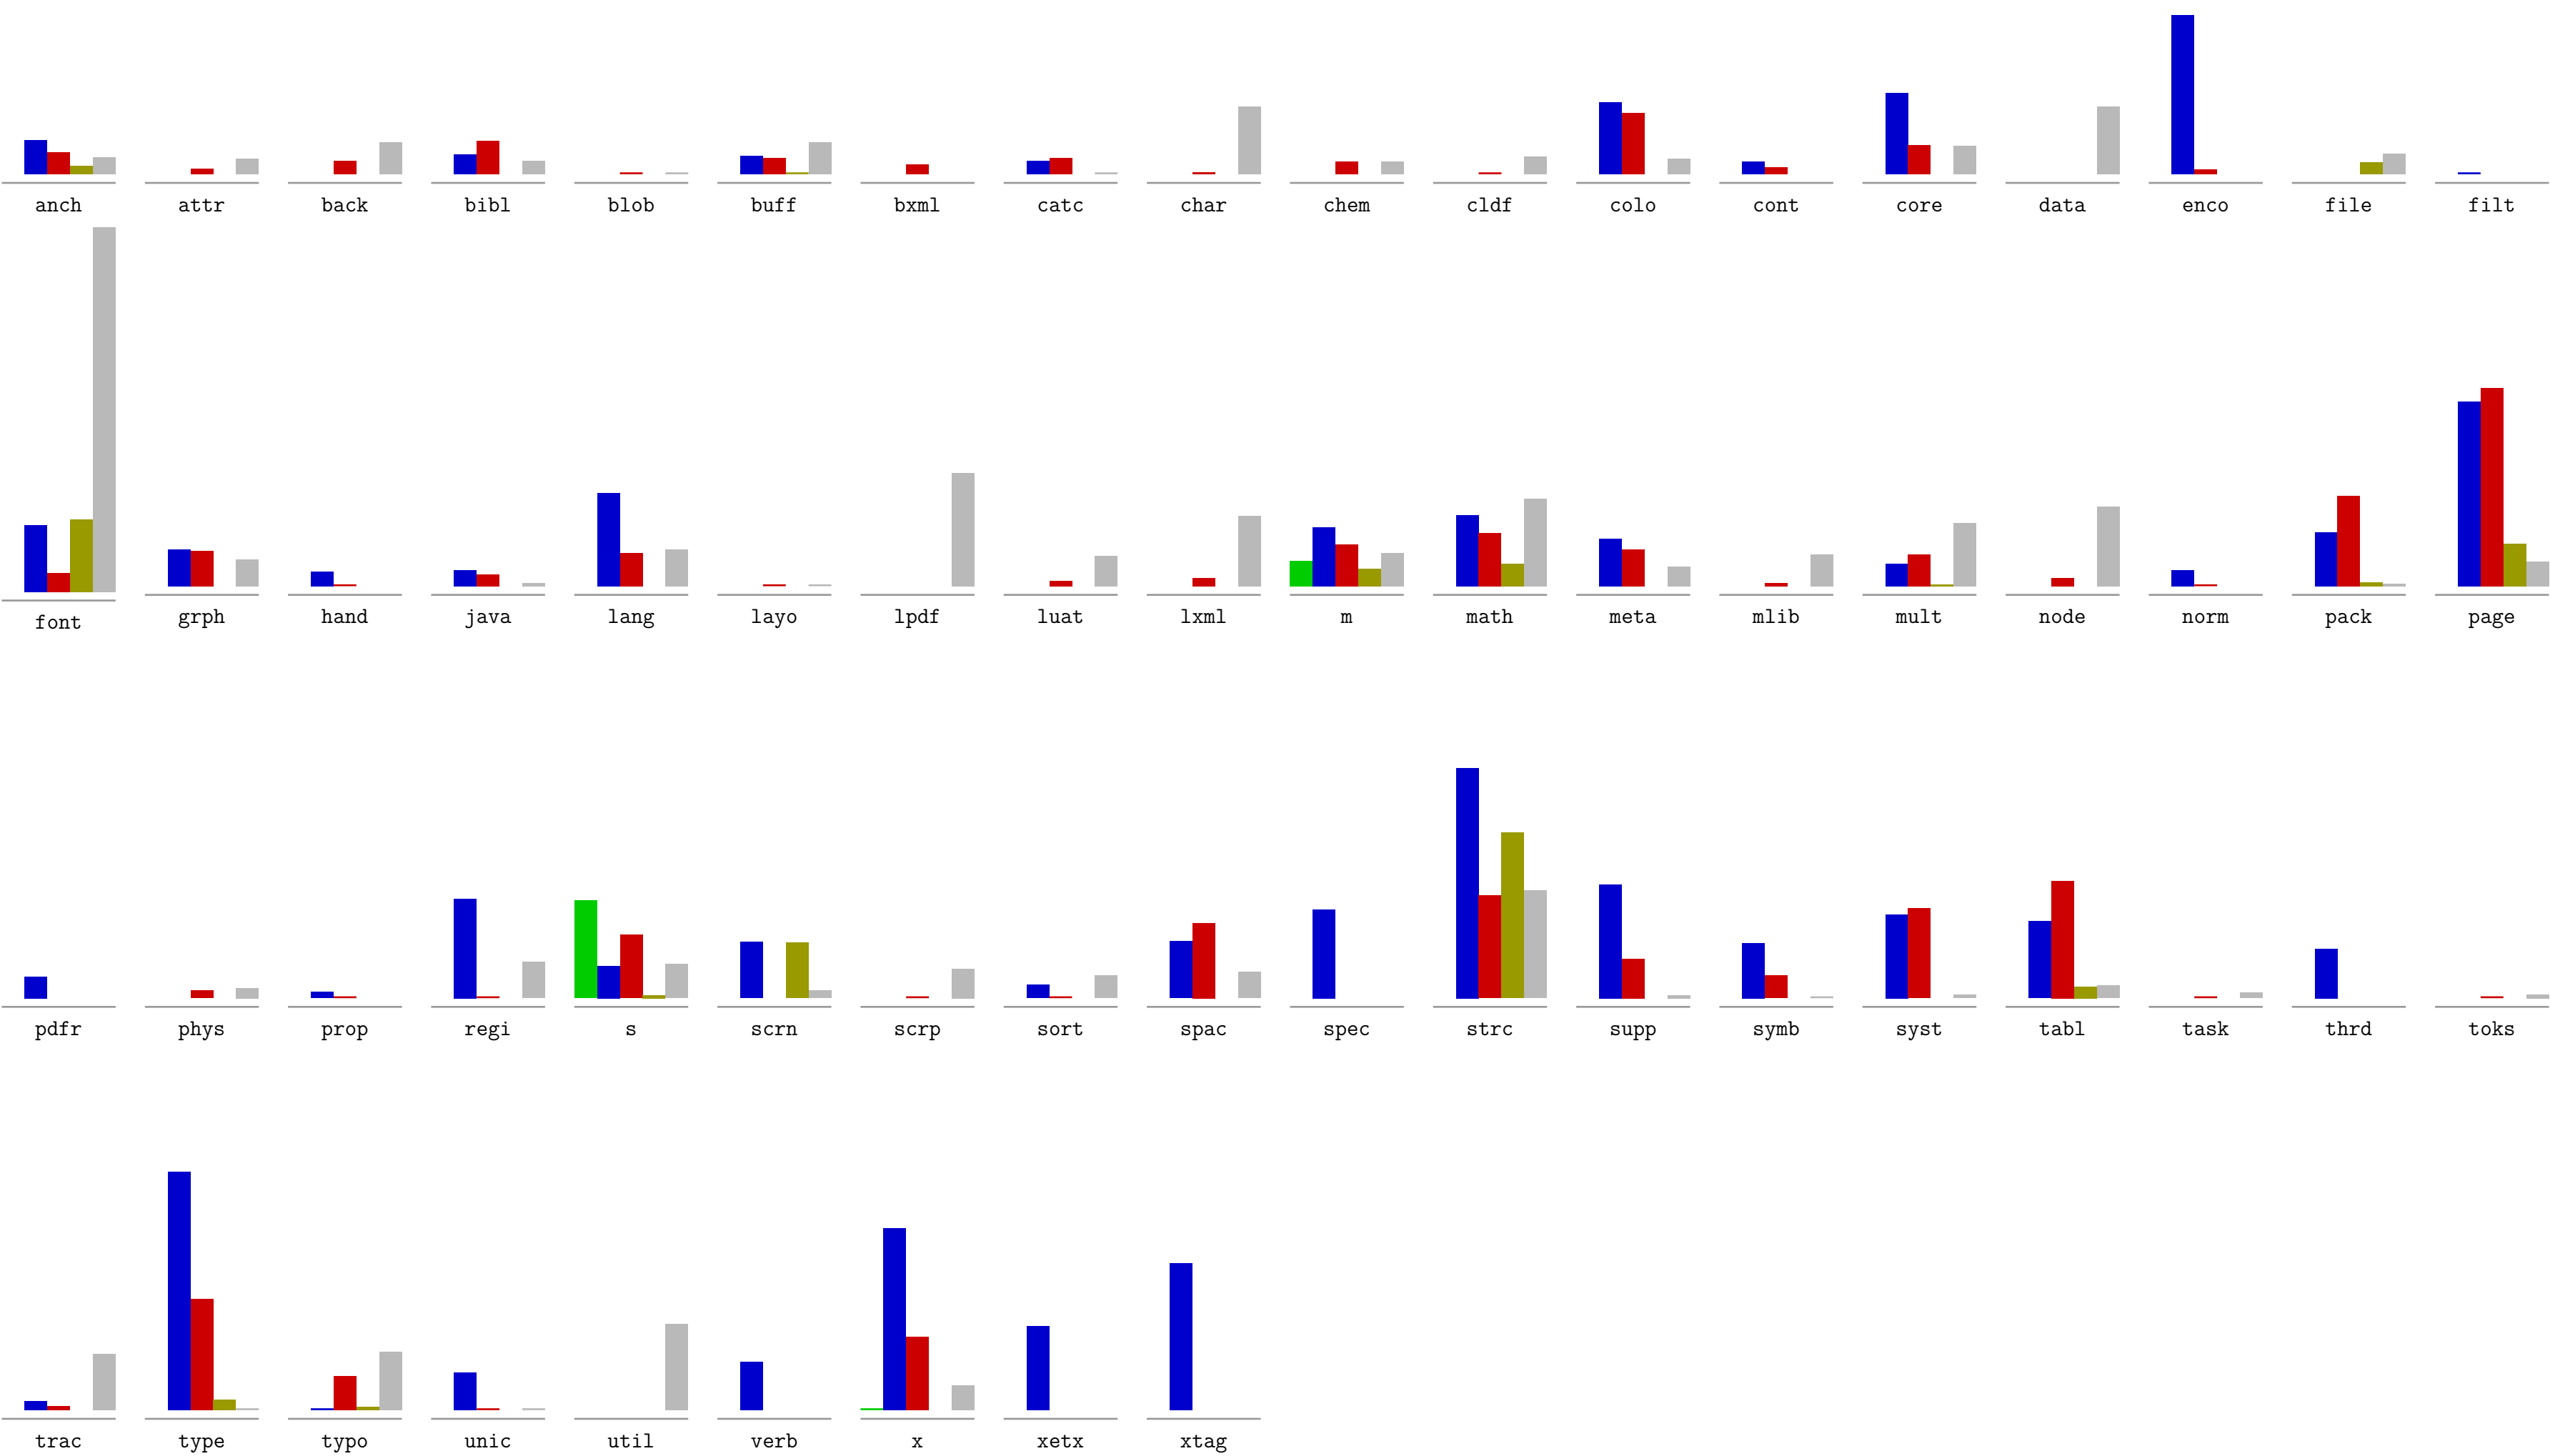 anch attr back bibl blob buff bxml catc char chem cldf colo cont core data enco file filt
font grph hand java lang layo lpdf luat lxml m math meta mlib mult node norm pack page
pdfr phys prop regi s scrn scrp sort spac spec strc supp symb syst tabl task thrd toks
trac type typo unic util verb x xetx xtag